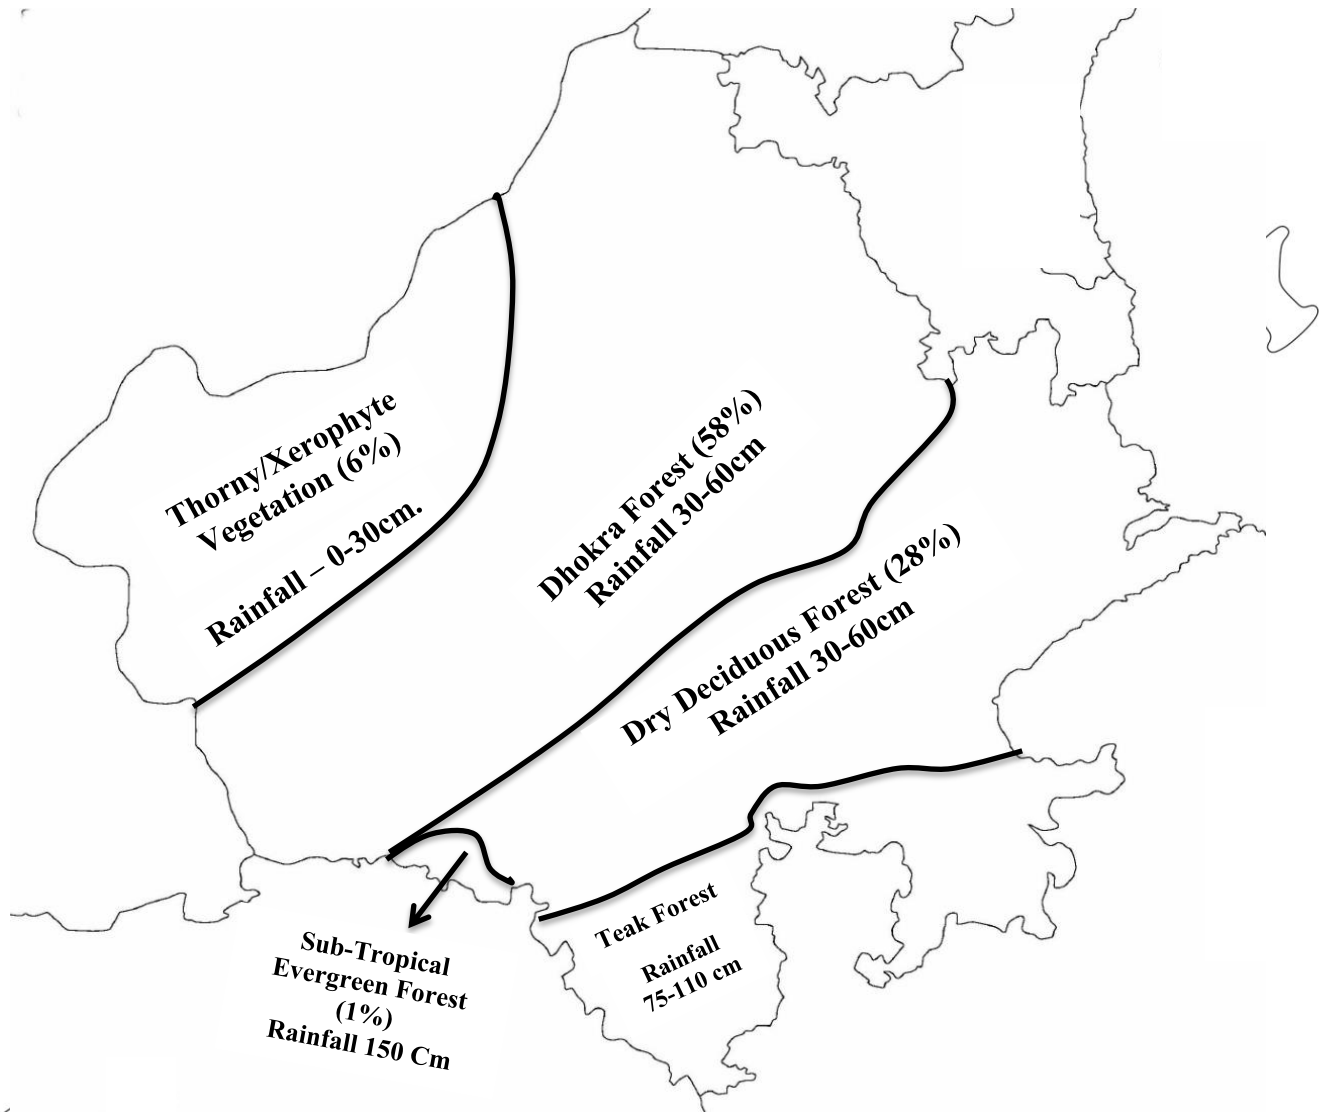 Thorny/Xerophyte
Vegetation (6%)
Rainfall – 0-30cm.
Dhokra Forest (58%)
Rainfall 30-60cm
Dry Deciduous Forest (28%)
Rainfall 30-60cm
Teak Forest
Rainfall
75-110 cm
Sub-Tropical
Evergreen Forest
(1%)
Rainfall 150 Cm